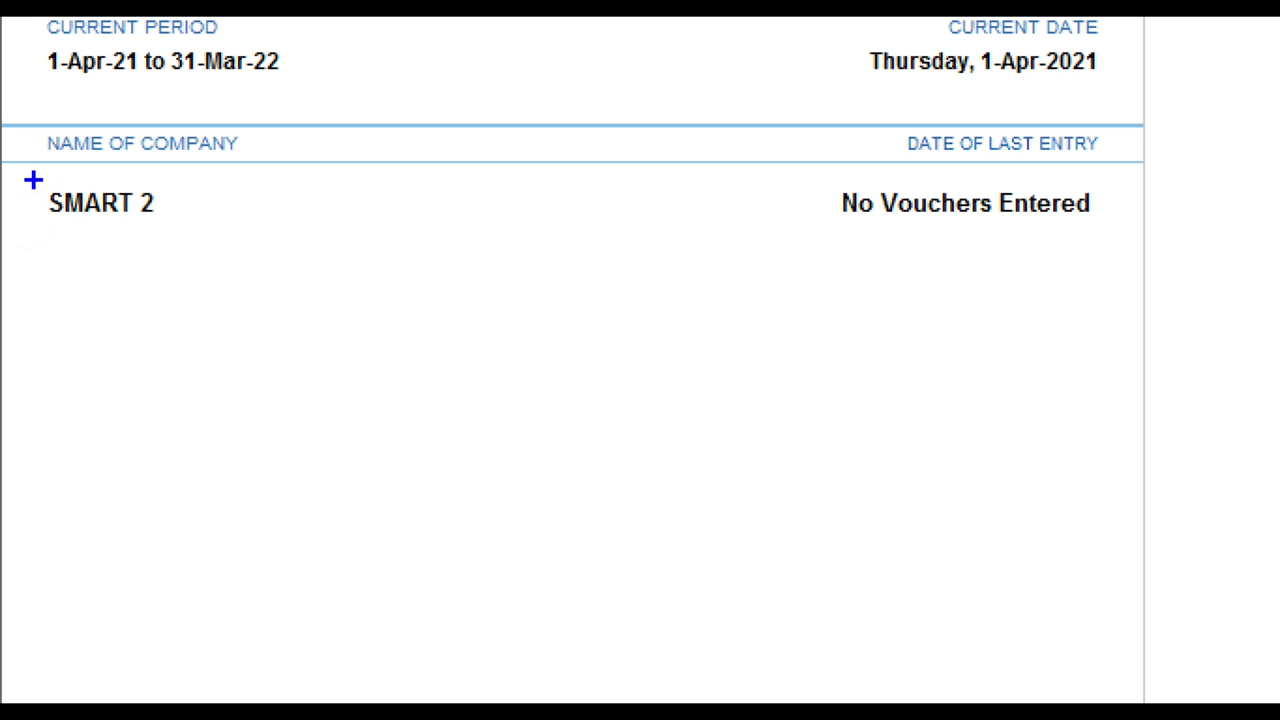 CURRENT PERIOD CURRENT DATE
1-Apr-21 to 31-Mar-22 Thursday, 1-Apr-2021
NAME OF COMPANY DATE OF LAST ENTRY
SMART 2 No Vouchers Entered